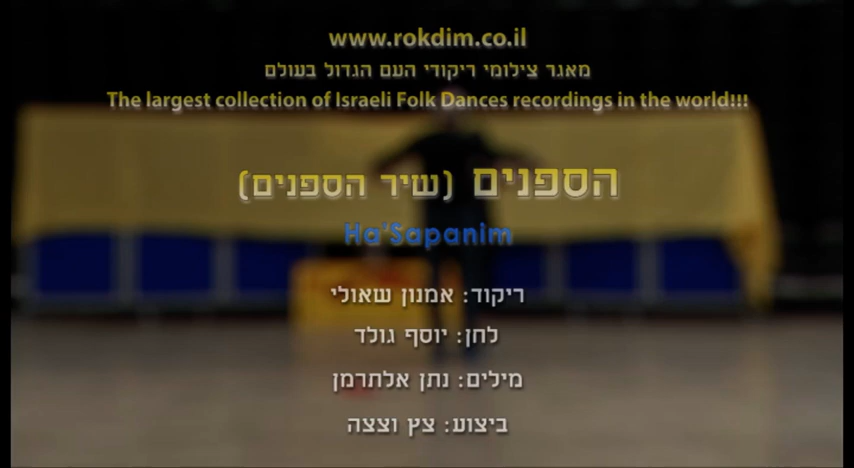 www.rokdim.co.il
מאגר צילומי ריקודי העם הגדול בעולם
The largest collection of Israeli Folk Dances recordings in the world!!!
הספנים (שיר הספנים)
Ha'Sapanim
ריקוד: אמנון שאולי
לחן: יוסף גולד
מילים: נתן אלתרמן
ביצוע: צץ וצצה